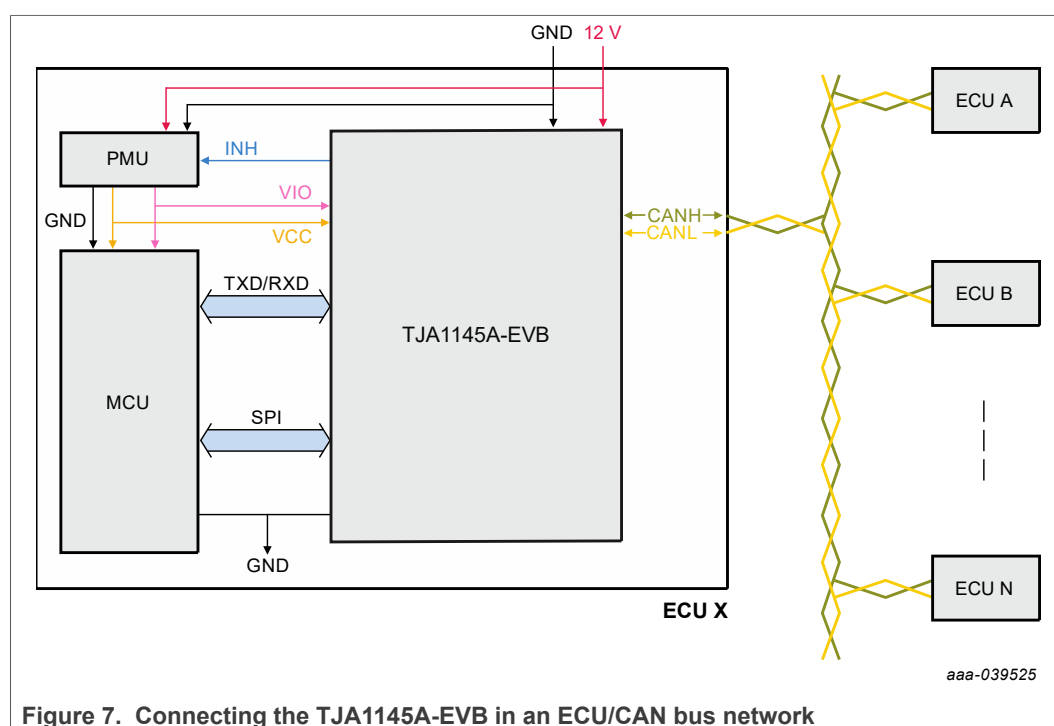 GND 12 V
ECU A
PMU
INH
VIO
GND
CANH
VCC
CANL
ECU B
TXD/RXD
TJA1145A-EVB
MCU
SPI
GND
ECU N
ECU X
aaa-039525
Figure 7. Connecting the TJA1145A-EVB in an ECU/CAN bus network